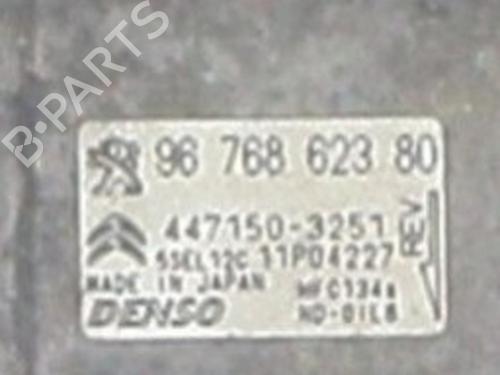 B-PARTS
96 768 623 80
447150-3251
5SEL12C 11P04227
REV
MADE IN JAPAN HFC134a
DENSO ND-OIL8